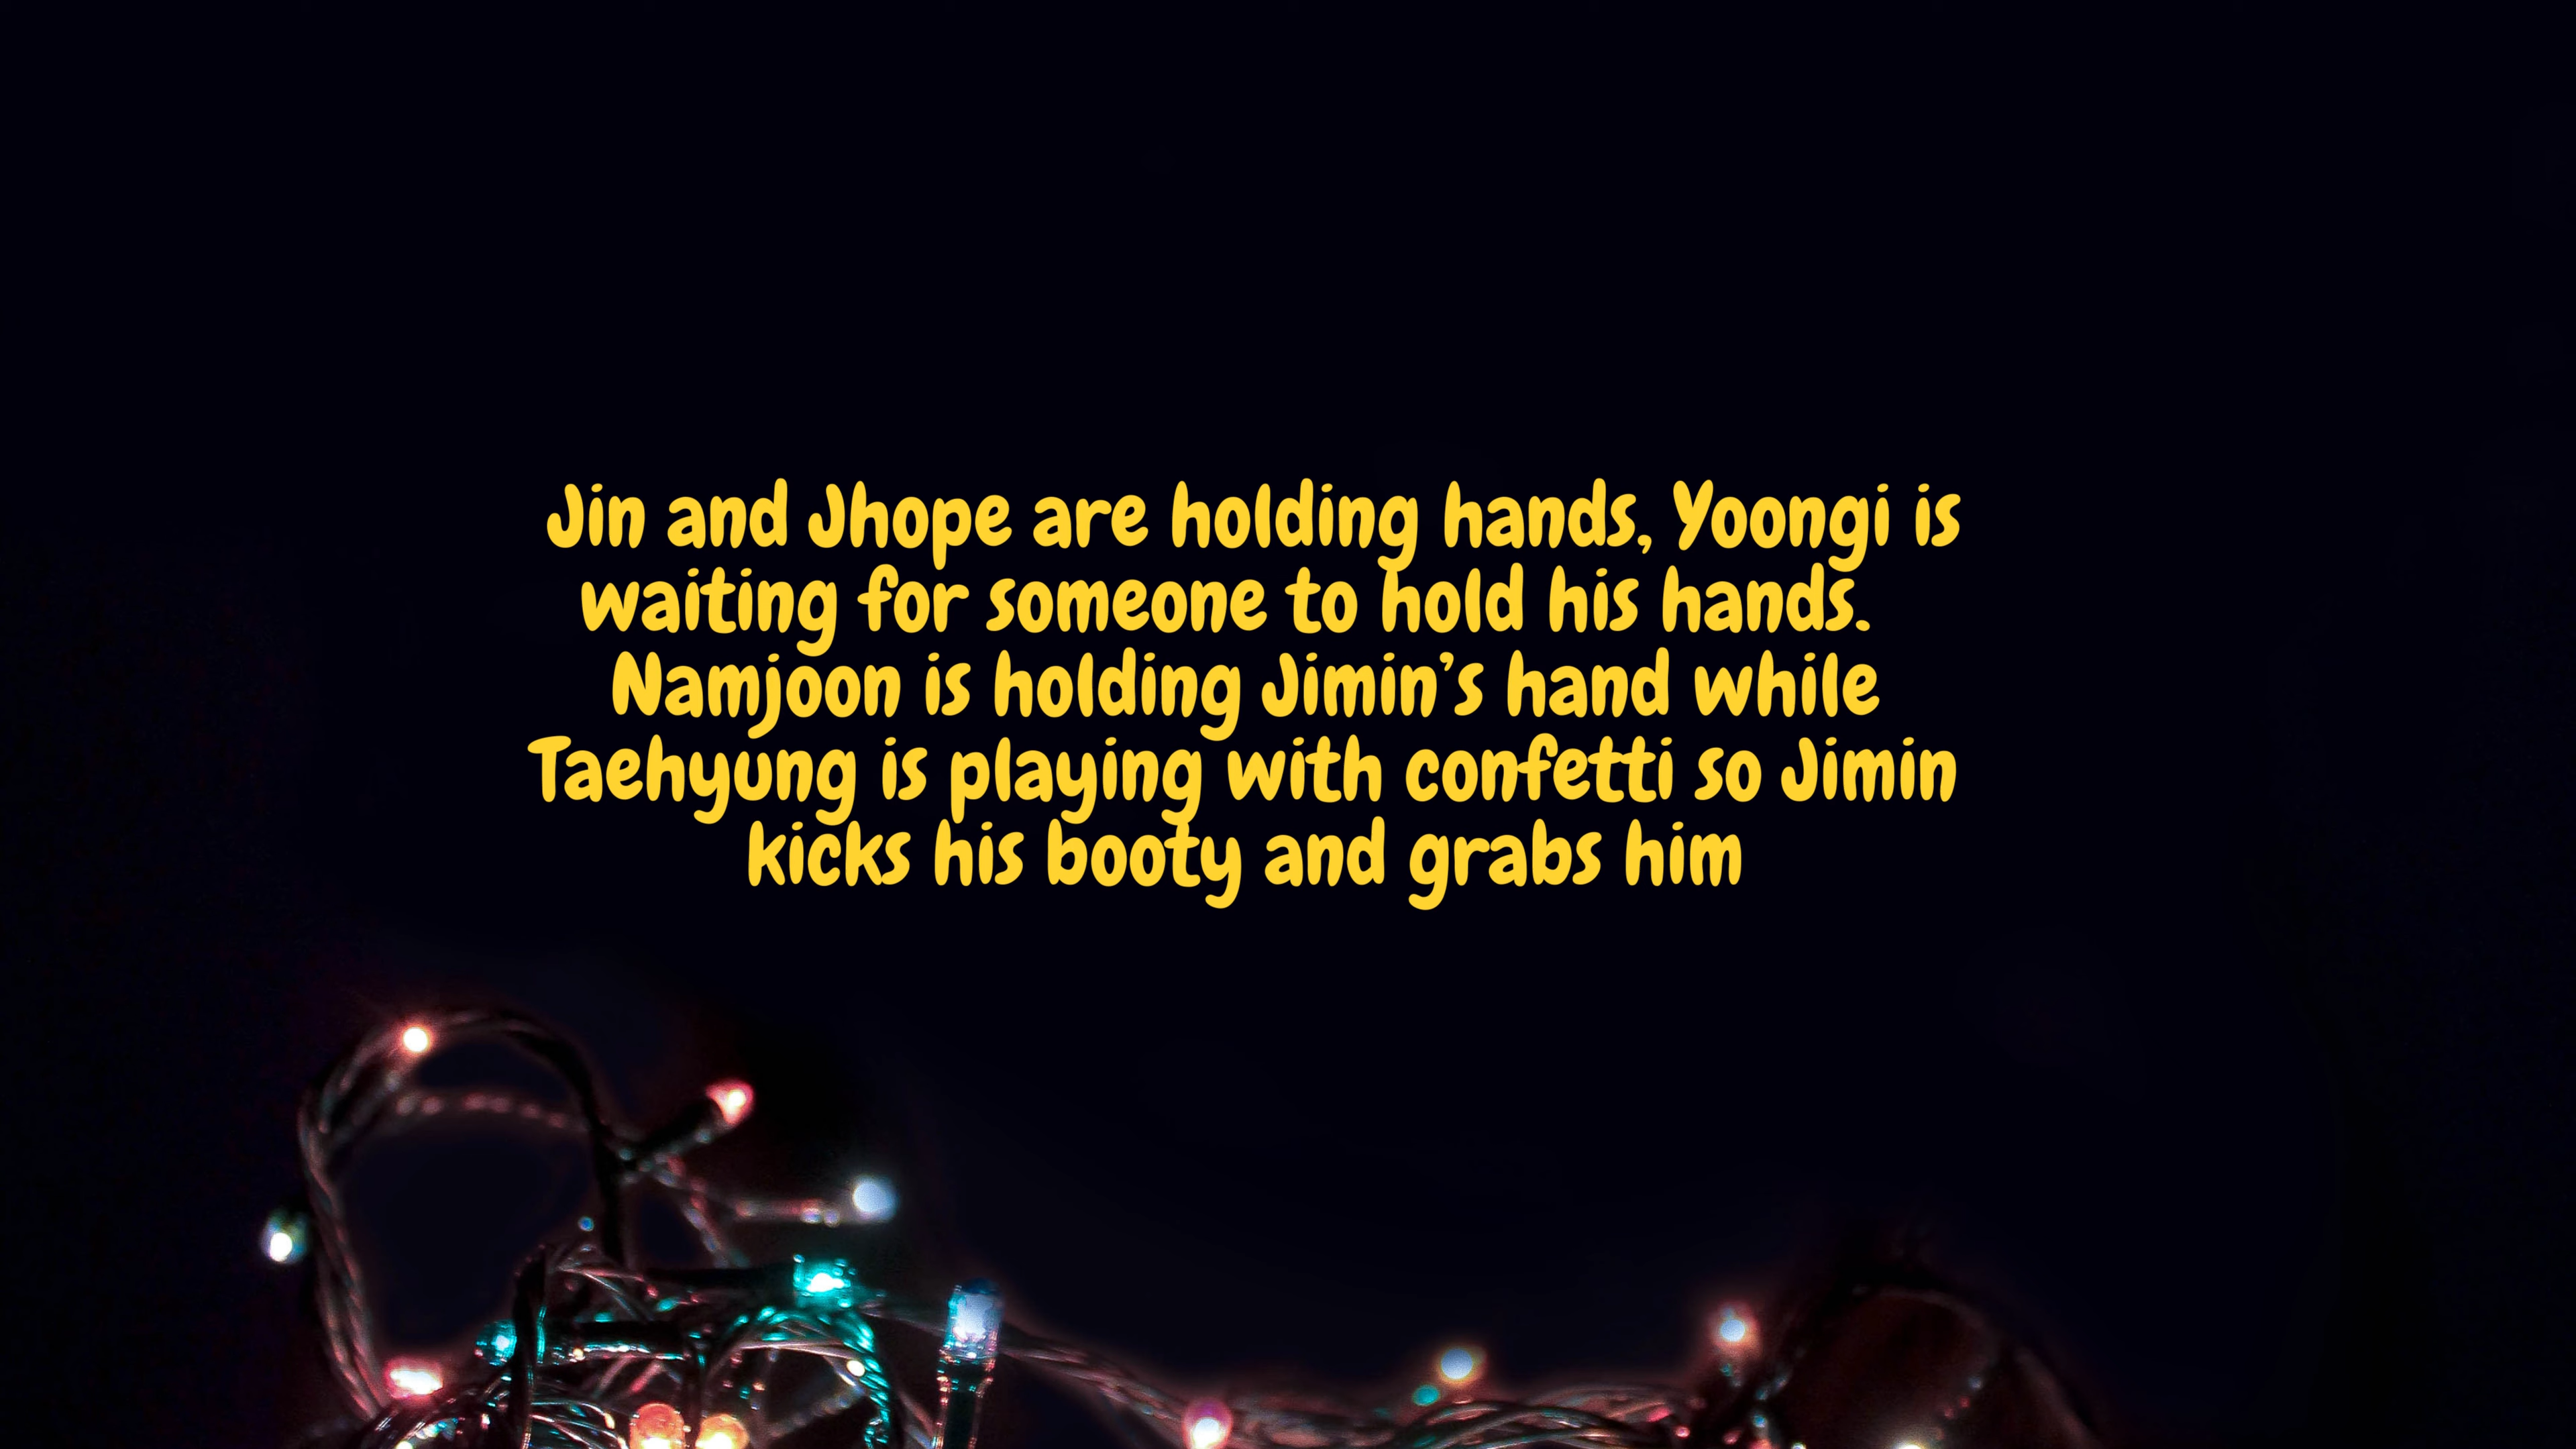 Jin and Jhope are holding hands, Yoongi is
waiting for someone to hold his hands.
Namjoon is holding Jimin’s hand while
Taehyung is playing with confetti so Jimin
kicks his booty and grabs him